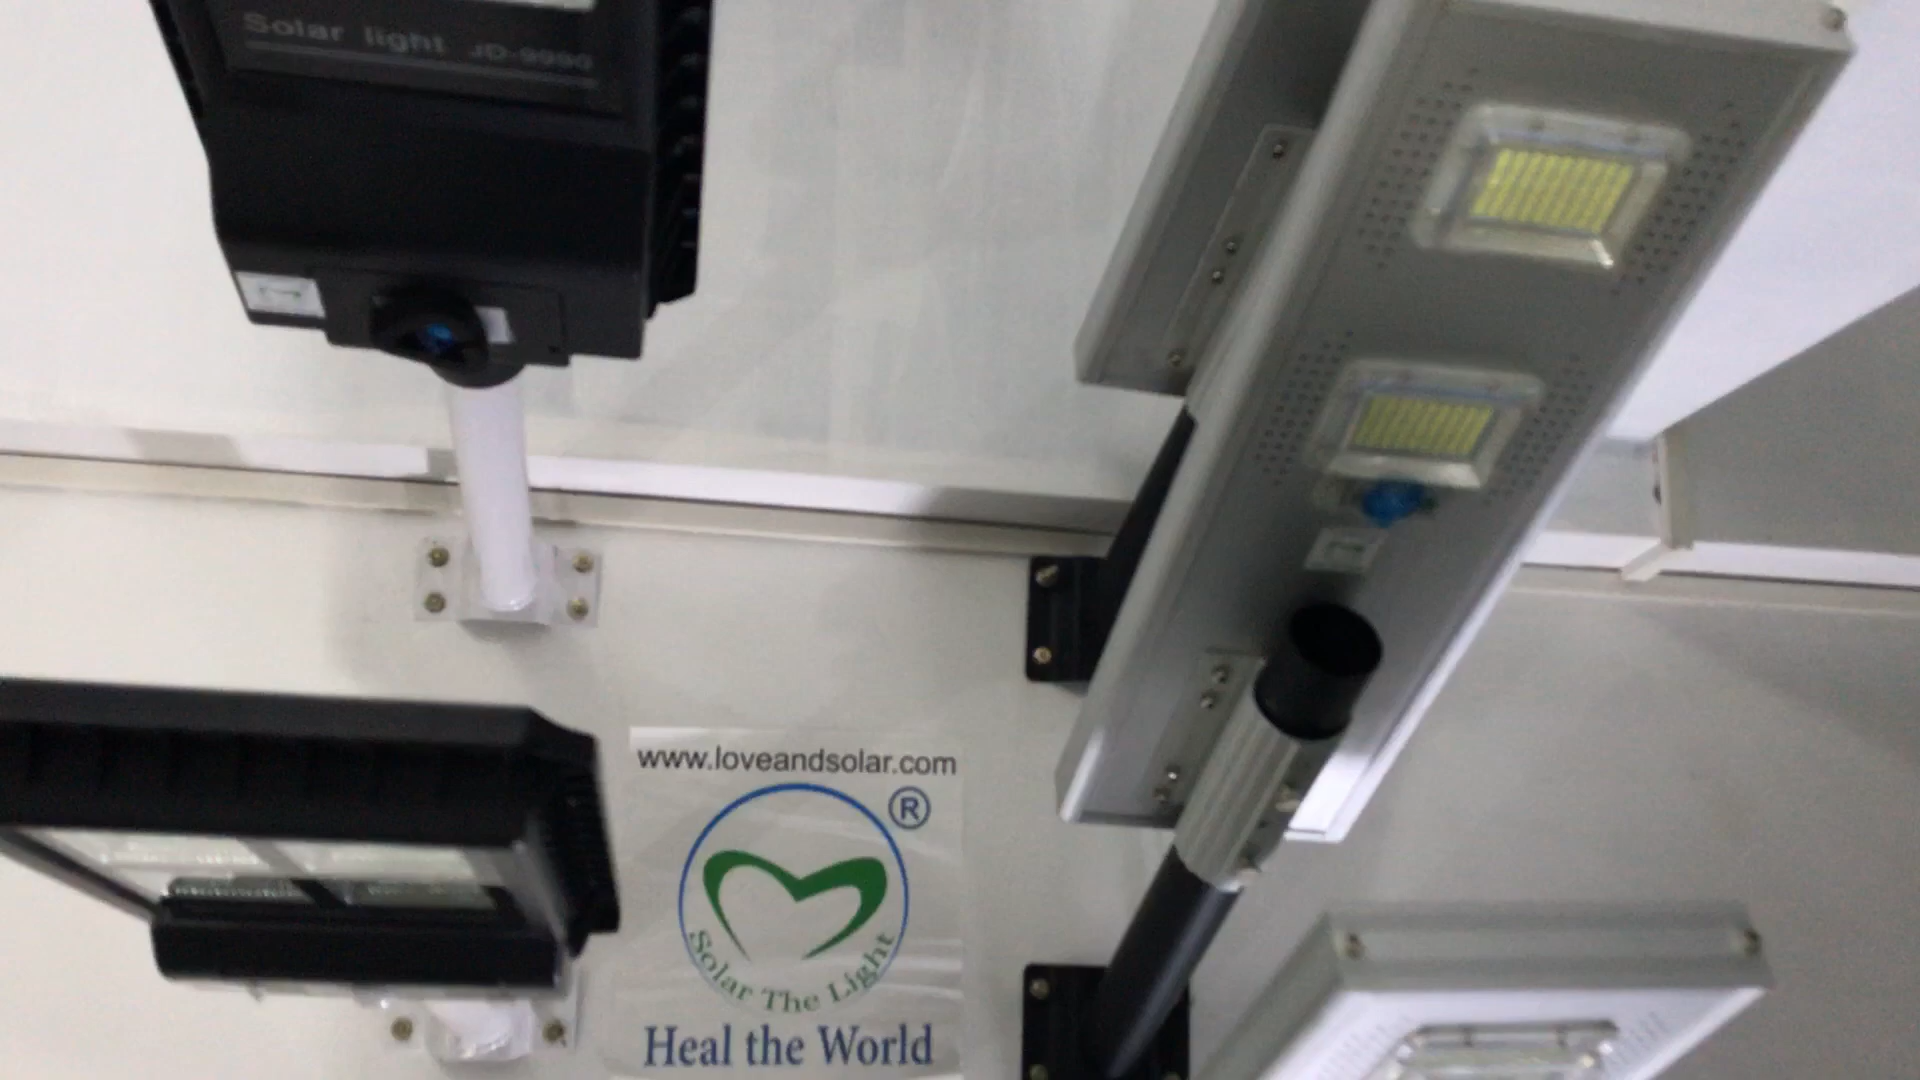 Solar light JD-9990
www.loveandsolar.com
®
Solar The Light
Heal the World